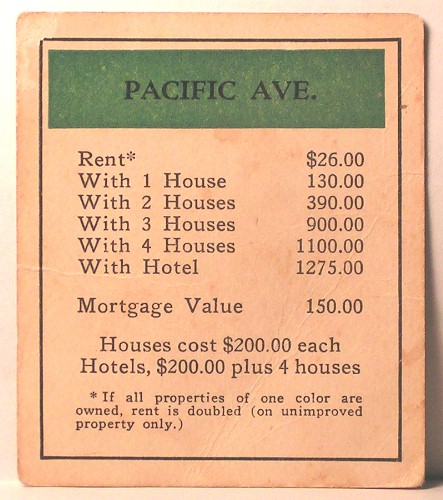 PACIFIC AVE.
Rent* $26.00
With 1 House 130.00
With 2 Houses 390.00
With 3 Houses 900.00
With 4 Houses 1100.00
With Hotel 1275.00
Mortgage Value 150.00
Houses cost $200.00 each
Hotels, $200.00 plus 4 houses
*If all properties of one color are
owned, rent is doubled (on unimproved
property only.)